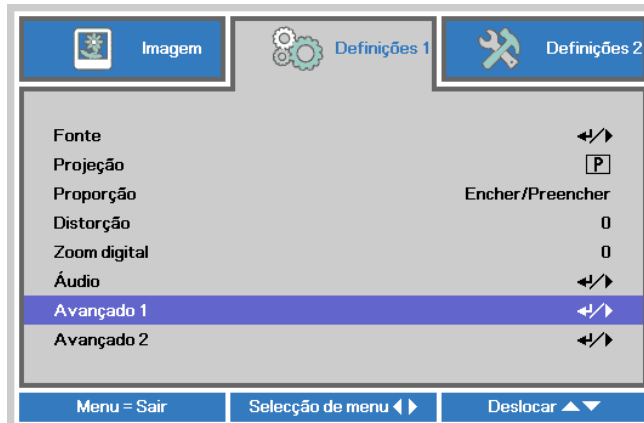 Imagem Definições 1 Definições 2
Fonte ↵/▶
Projeção P
Proporção Encher/Preencher
Distorção 0
Zoom digital 0
Áudio ↵/▶
Avançado 1 ↵/▶
Avançado 2 ↵/▶
Menu = Sair Selecção de menu ◀▶ Deslocar ▲▼